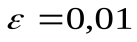 ε = 0,01